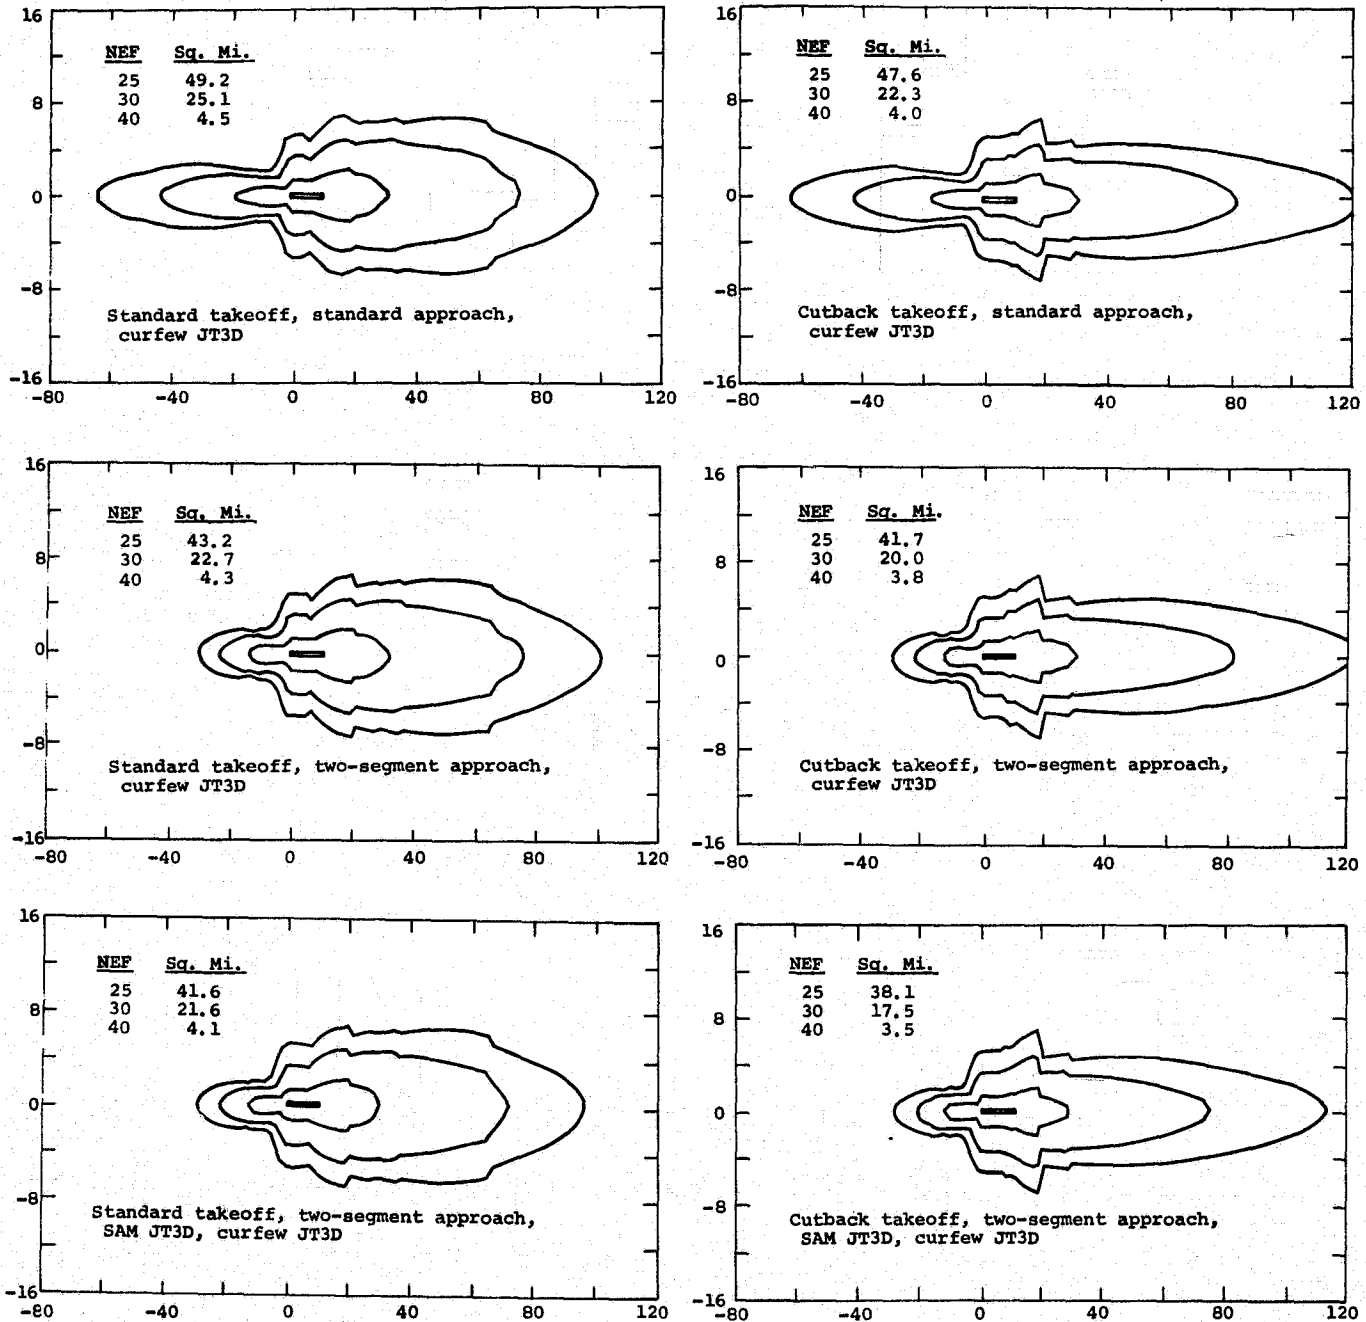 16
NEF Sq. Mi.
25 49.2
30 25.1
40 4.5
8
0
-8
Standard takeoff, standard approach,
curfew JT3D
-16
-80 -40 0 40 80 120
16
NEF Sq. Mi.
25 47.6
30 22.3
40 4.0
8
0
-8
Cutback takeoff, standard approach,
curfew JT3D
-16
-80 -40 0 40 80 120
16
NEF Sq. Mi.
25 43.2
30 22.7
40 4.3
8
0
-8
Standard takeoff, two-segment approach,
curfew JT3D
-16
-80 -40 0 40 80 120
16
NEF Sq. Mi.
25 41.7
30 20.0
40 3.8
8
0
-8
Cutback takeoff, two-segment approach,
curfew JT3D
-16
-80 -40 0 40 80 120
16
NEF Sq. Mi.
25 41.6
30 21.6
40 4.1
8
0
-8
Standard takeoff, two-segment approach,
SAM JT3D, curfew JT3D
-16
-80 -40 0 40 80 120
16
NEF Sq. Mi.
25 38.1
30 17.5
40 3.5
8
0
-8
Cutback takeoff, two-segment approach,
SAM JT3D, curfew JT3D
-16
-80 -40 0 40 80 120